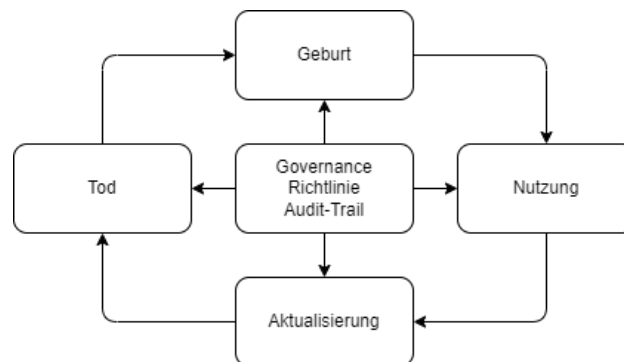 Geburt
Tod
Governance
Richtlinie
Audit-Trail
Nutzung
Aktualisierung